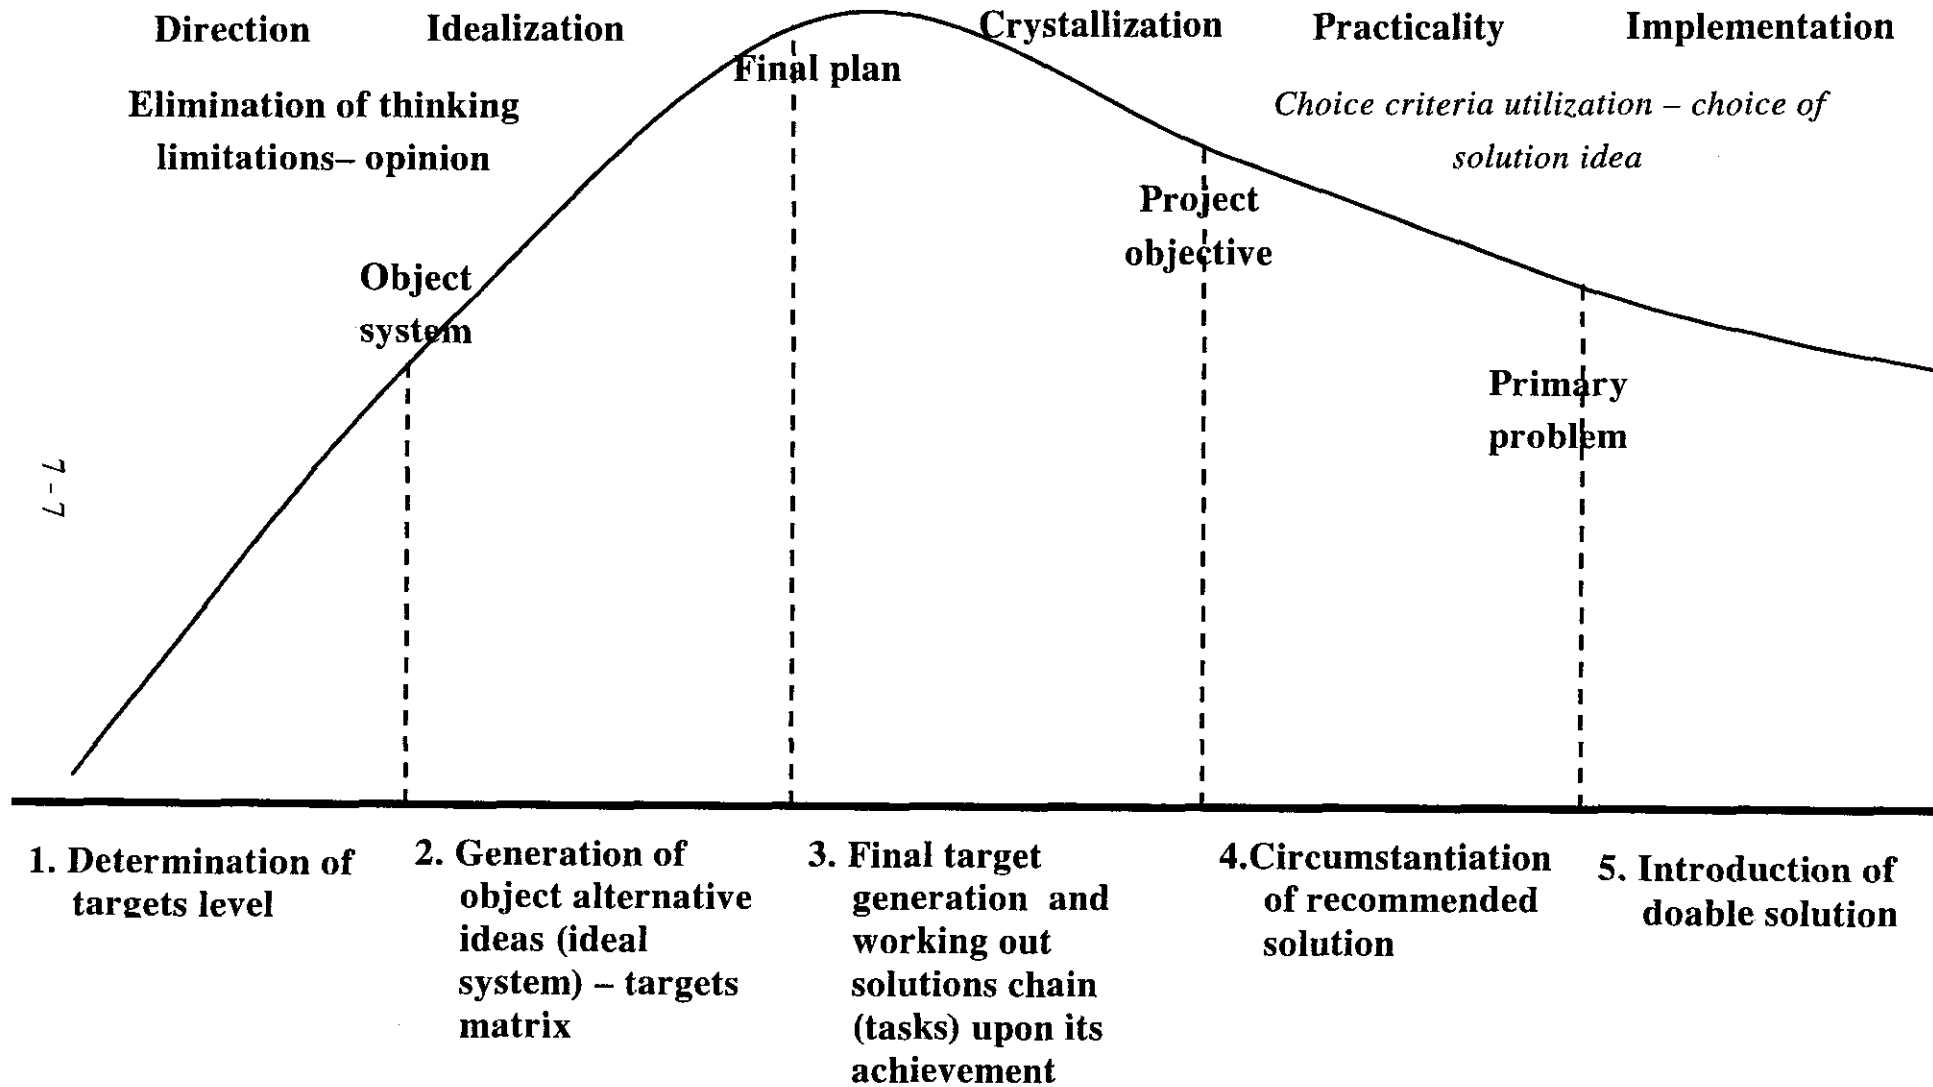 Direction
Idealization
Crystallization
Practicality
Implementation
Final plan
Elimination of thinking
limitations– opinion
Choice criteria utilization – choice of
solution idea
Project
objective
Object
system
Primary
problem
7-7
1. Determination of
targets level
2. Generation of
object alternative
ideas (ideal
system) – targets
matrix
3. Final target
generation and
working out
solutions chain
(tasks) upon its
achievement
4.Circumstantiation
of recommended
solution
5. Introduction of
doable solution